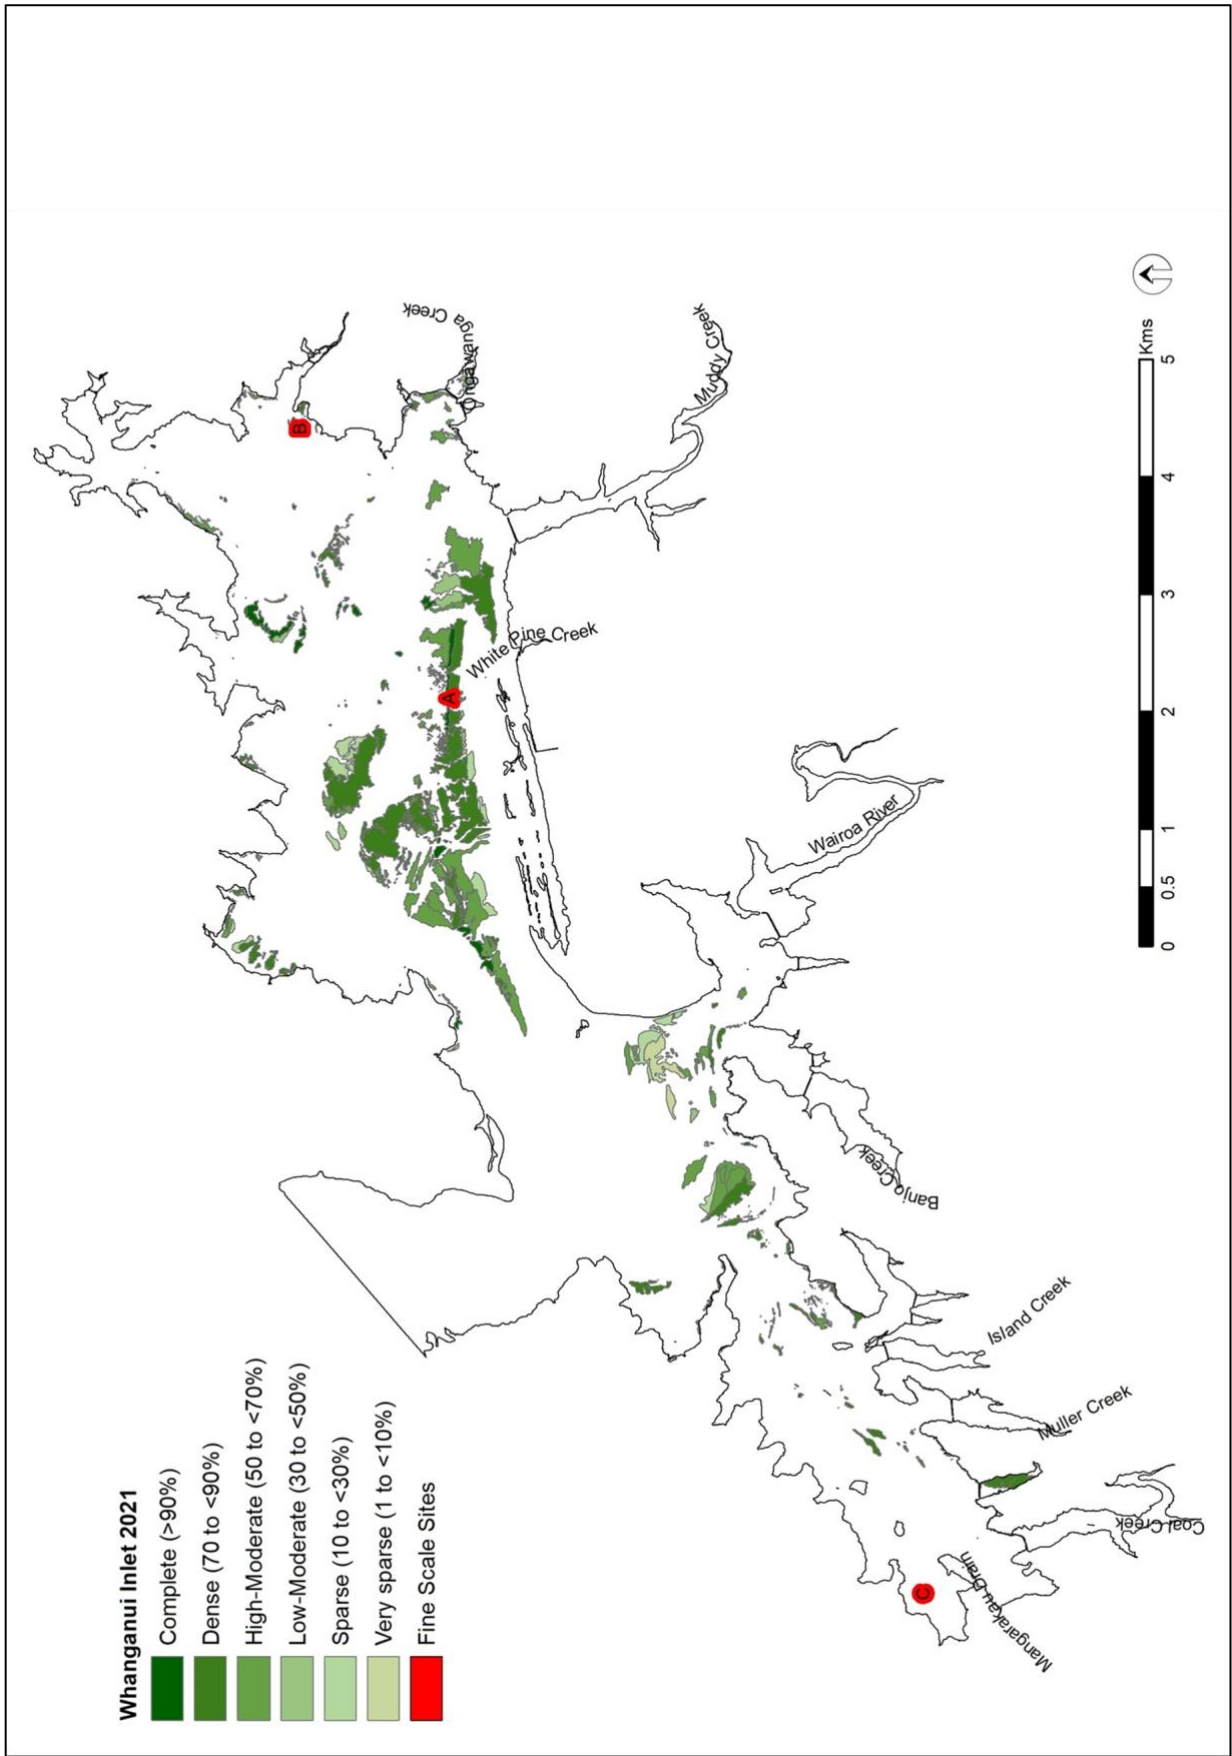 Whanganui Inlet 2021
Complete (>90%)
Dense (70 to <90%)
High-Moderate (50 to <70%)
Low-Moderate (30 to <50%)
Sparse (10 to <30%)
Very sparse (1 to <10%)
Fine Scale Sites
B
A
C
Creek
White Pine Creek
Muddy Creek
Wairoa River
Banjo Creek
Island Creek
Muller Creek
Coal Creek
Mangarakau Drain
0 0.5 1 2 3 4 5
Kms